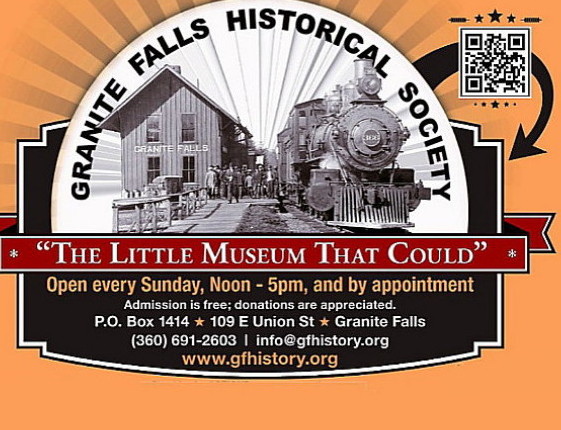 GRANITE FALLS HISTORICAL SOCIETY
GRANITE FALLS
* “THE LITTLE MUSEUM THAT COULD” *
Open every Sunday, Noon - 5pm, and by appointment
Admission is free; donations are appreciated.
P.O. Box 1414 ★ 109 E Union St ★ Granite Falls
(360) 691-2603 | info@gfhistory.org
www.gfhistory.org